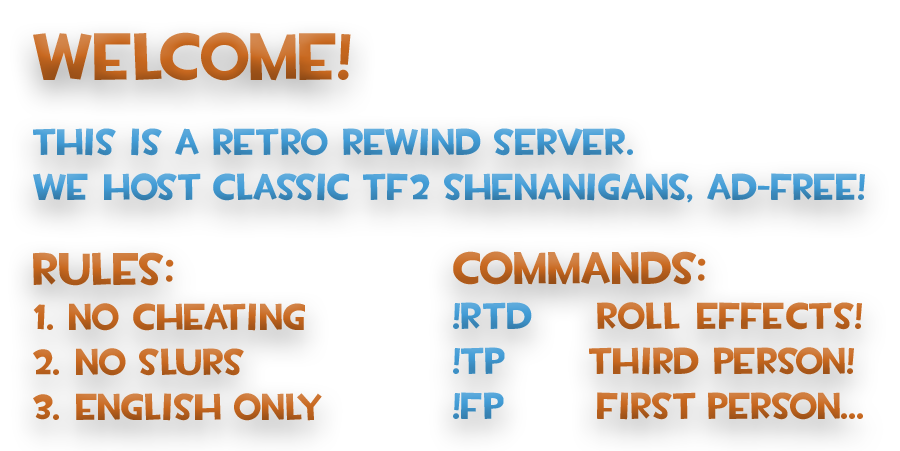 WELCOME!
THIS IS A RETRO REWIND SERVER.
WE HOST CLASSIC TF2 SHENANIGANS, AD-FREE!
RULES:
1. NO CHEATING
2. NO SLURS
3. ENGLISH ONLY
COMMANDS:
!RTD ROLL EFFECTS!
!TP THIRD PERSON!
!FP FIRST PERSON...